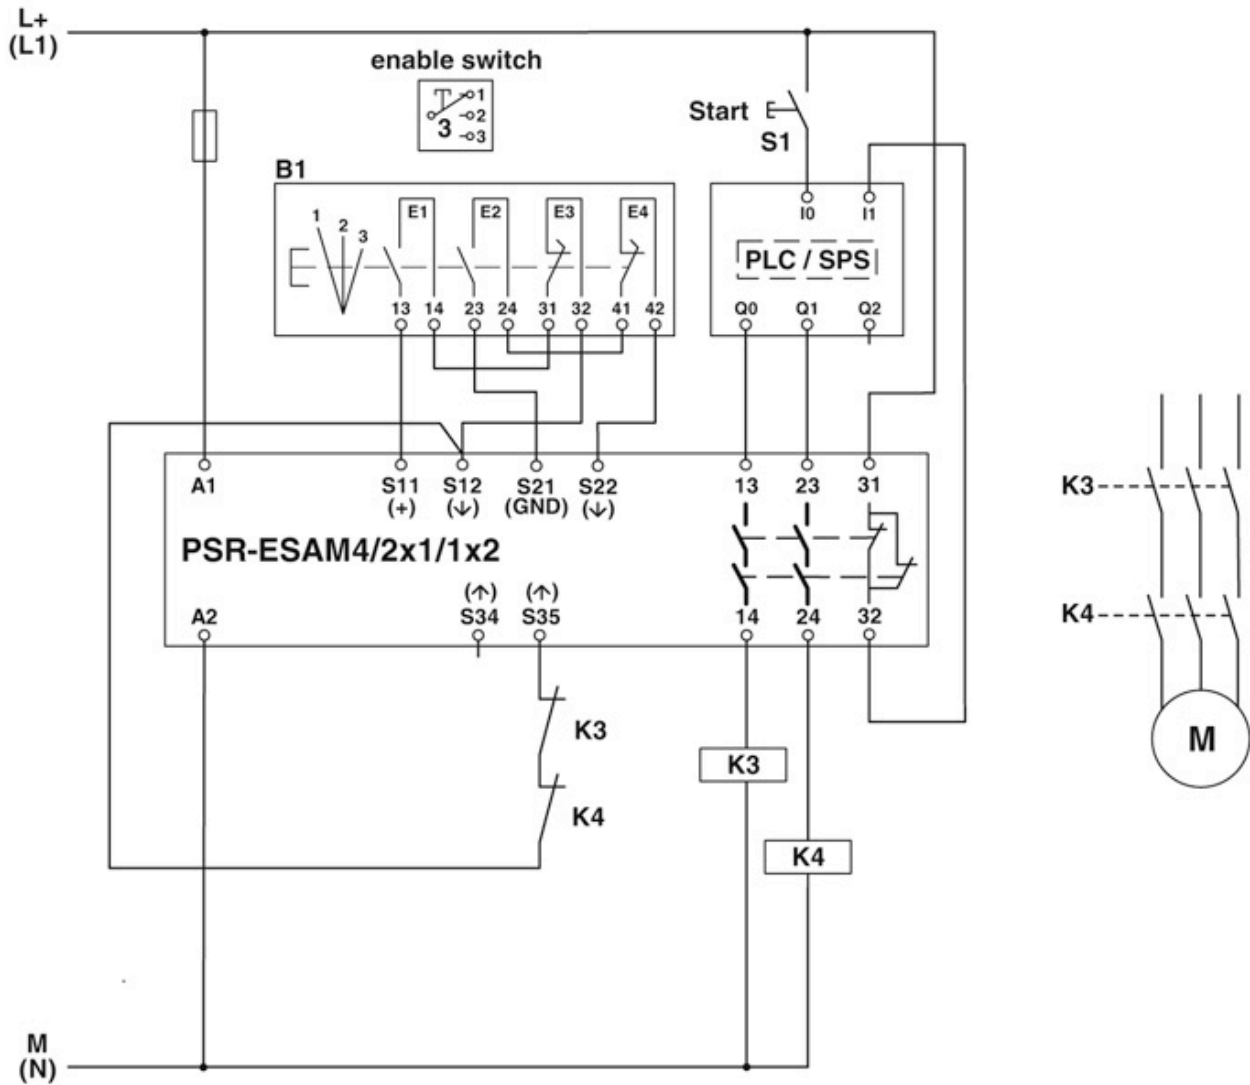 L+
(L1)
enable switch
1
2
3
3
Start
S1
B1
1
2
3
E1
E2
E3
E4
13
14
23
24
31
32
41
42
I0
I1
PLC / SPS
Q0
Q1
Q2
A1
S11
(+)
S12
(↓)
S21
(GND)
S22
(↓)
13
23
31
PSR-ESAM4/2x1/1x2
A2
(↑)
S34
(↑)
S35
14
24
32
K3
K4
K3
K4
K3
K4
M
M
(N)